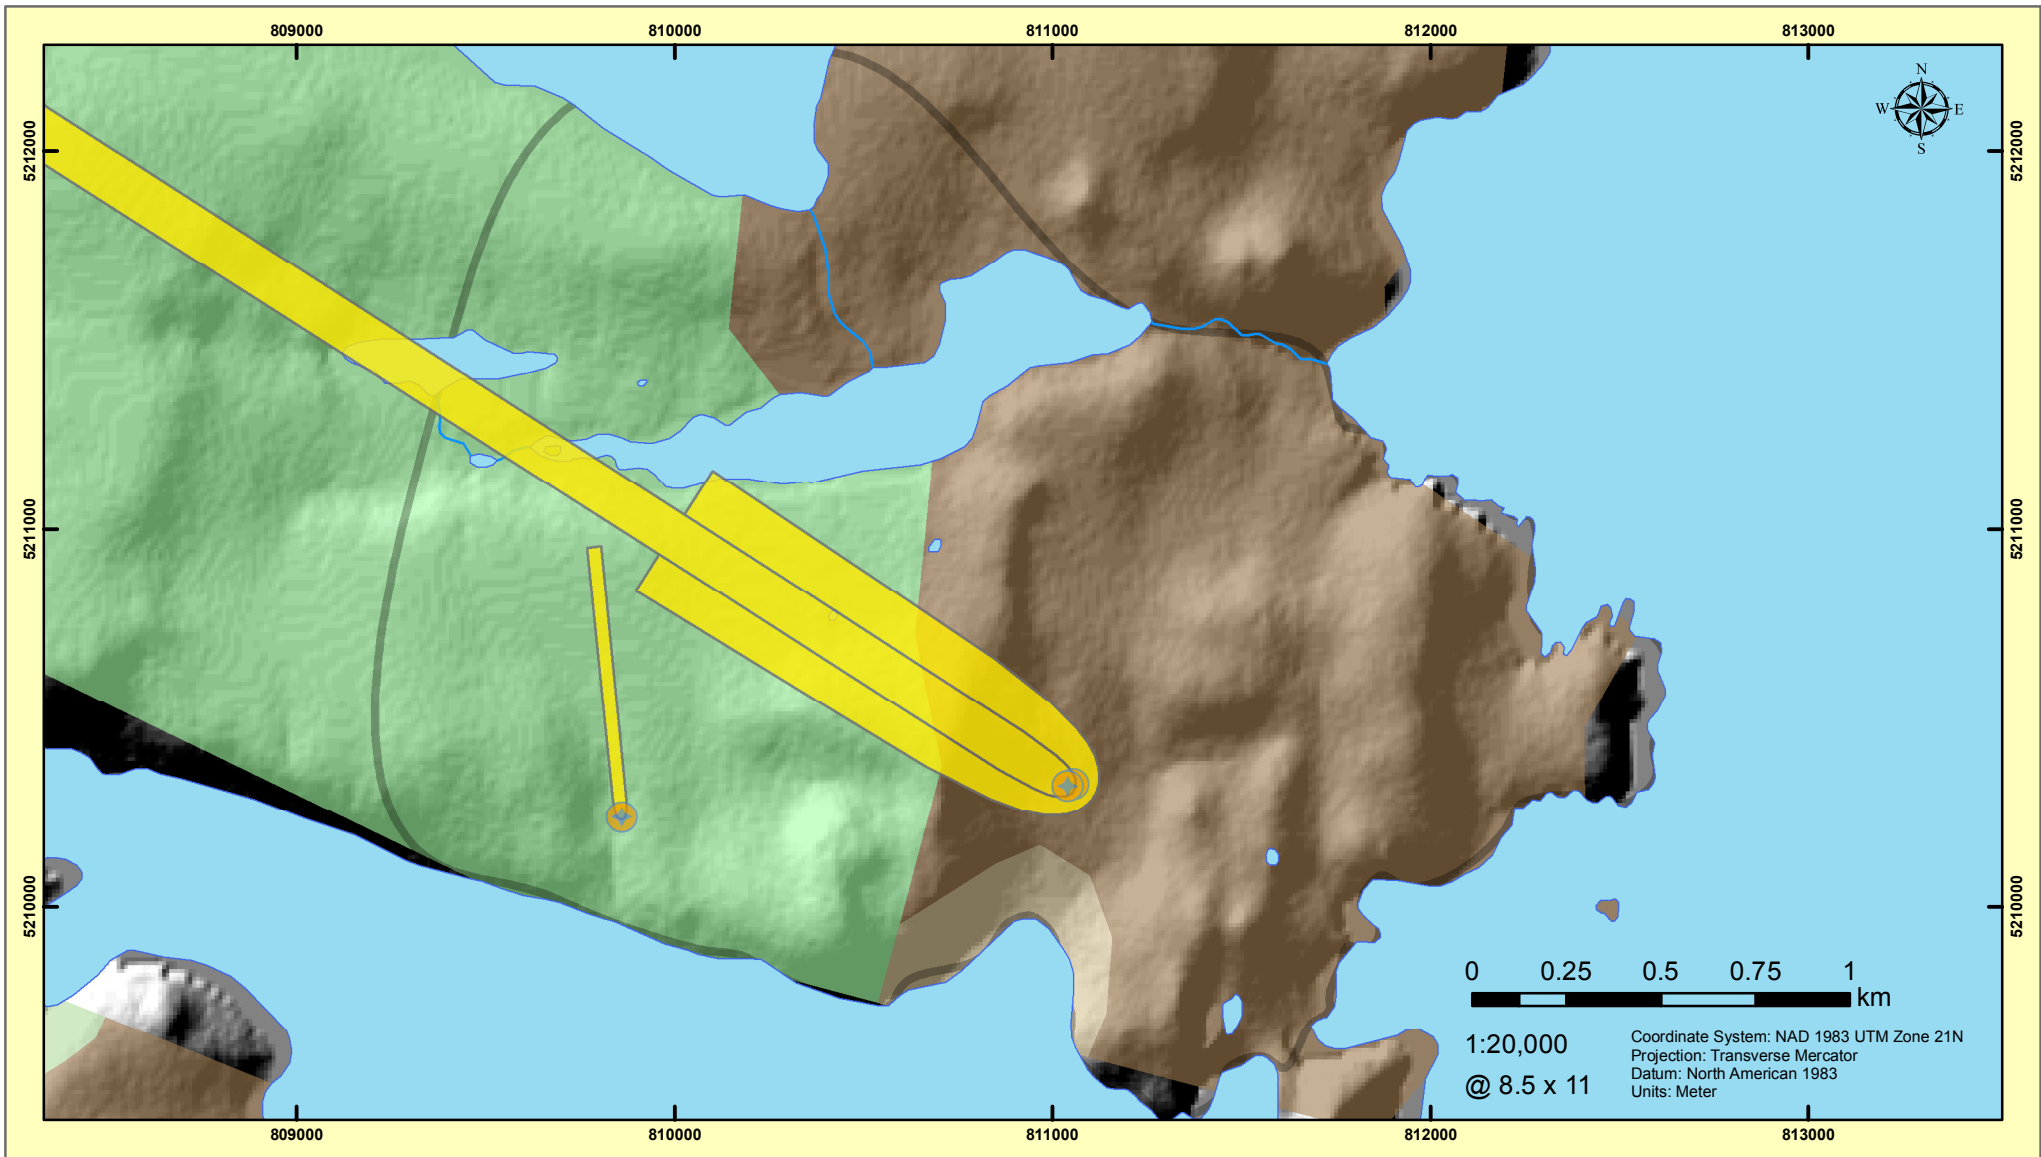 809000 810000 811000 812000 813000
N
W E
S
5212000 5212000
5211000 5211000
5210000 5210000
0 0.25 0.5 0.75 1
km
1:20,000
@ 8.5 x 11
Coordinate System: NAD 1983 UTM Zone 21N
Projection: Transverse Mercator
Datum: North American 1983
Units: Meter
809000 810000 811000 812000 813000